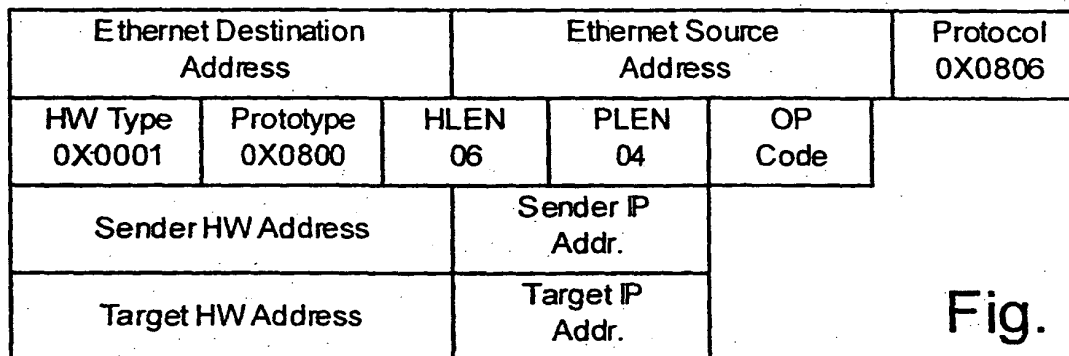 Ethernet Destination Address
Ethernet Source Address
Protocol 0X0806
HW Type 0X0001
Prototype 0X0800
HLEN 06
PLEN 04
OP Code
Sender HW Address
Sender IP Addr.
Target HW Address
Target IP Addr.
Fig.